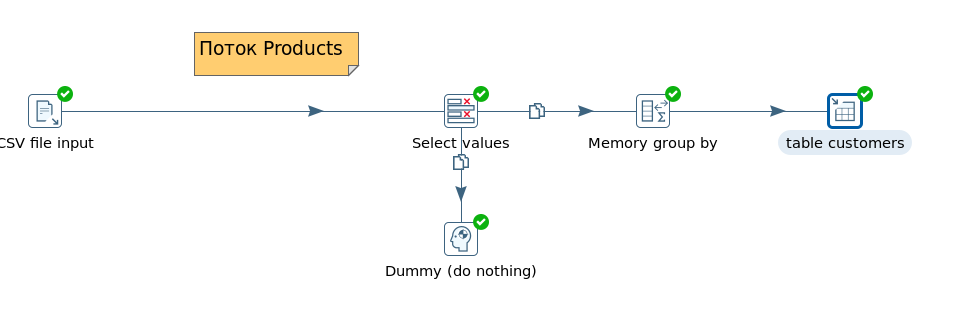 Поток Products
CSV file input
Select values
Memory group by
table customers
Dummy (do nothing)